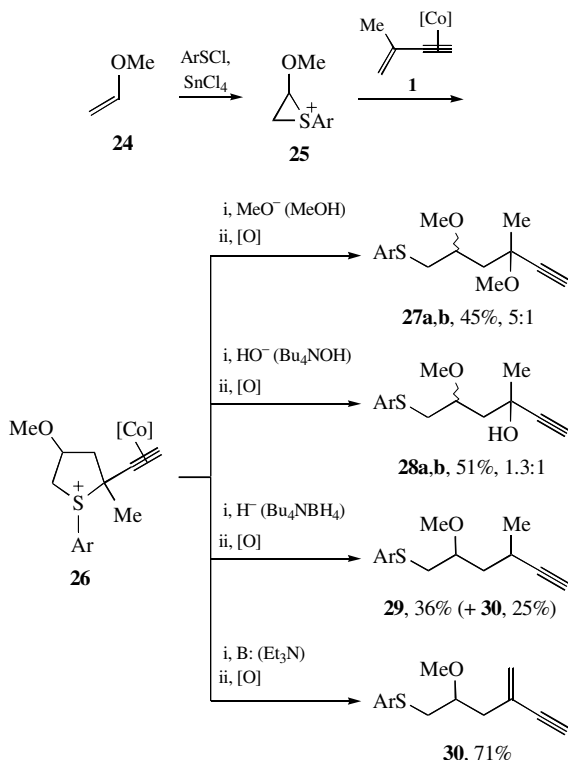 OMe
24
ArSCl,
SnCl4
OMe
S+Ar
25
Me
[Co]
1
MeO
[Co]
S+
Me
Ar
26
i, MeO− (MeOH)
ii, [O]
MeO
Me
ArS
MeO
27a,b, 45%, 5:1
i, HO− (Bu4NOH)
ii, [O]
MeO
Me
ArS
HO
28a,b, 51%, 1.3:1
i, H− (Bu4NBH4)
ii, [O]
MeO
Me
ArS
29, 36% (+ 30, 25%)
i, B: (Et3N)
ii, [O]
MeO
ArS
30, 71%